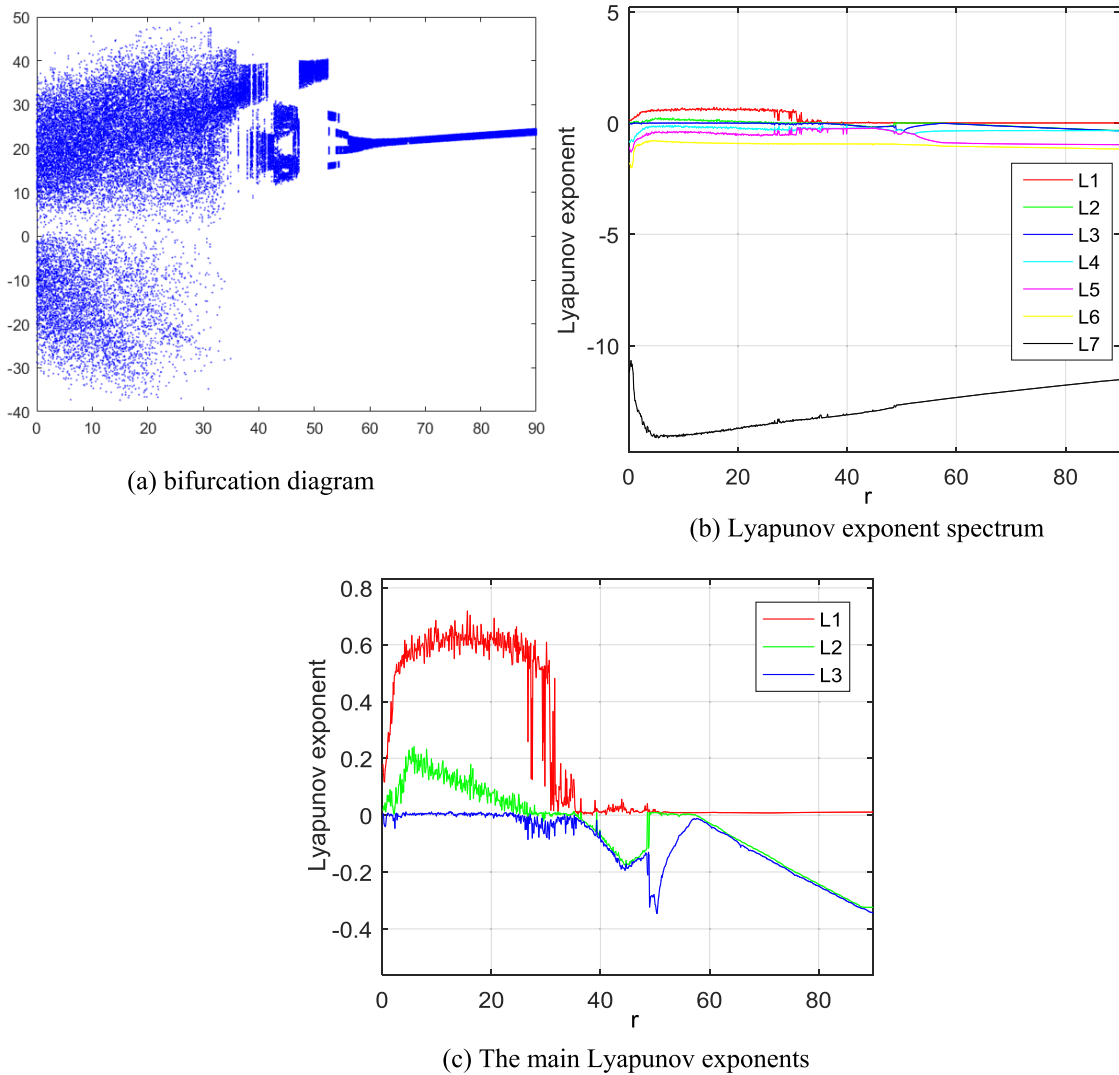 50
40
30
20
10
0
-10
-20
-30
-40
0 10 20 30 40 50 60 70 80 90
(a) bifurcation diagram
5
0
-5
-10
Lyapunov exponent
L1
L2
L3
L4
L5
L6
L7
0 20 40 60 80
r
(b) Lyapunov exponent spectrum
0.8
0.6
0.4
0.2
0
-0.2
-0.4
Lyapunov exponent
L1
L2
L3
0 20 40 60 80
r
(c) The main Lyapunov exponents